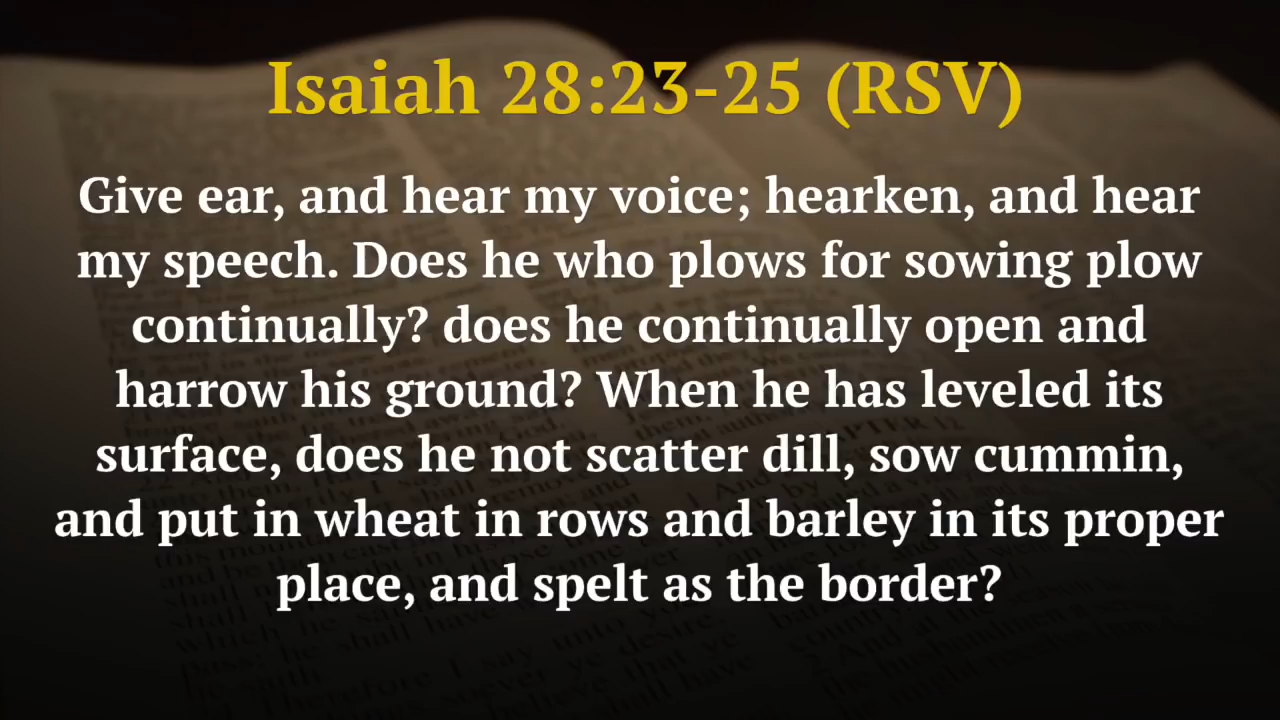 Isaiah 28:23-25 (RSV)
Give ear, and hear my voice; hearken, and hear
my speech. Does he who plows for sowing plow
continually? does he continually open and
harrow his ground? When he has leveled its
surface, does he not scatter dill, sow cummin,
and put in wheat in rows and barley in its proper
place, and spelt as the border?